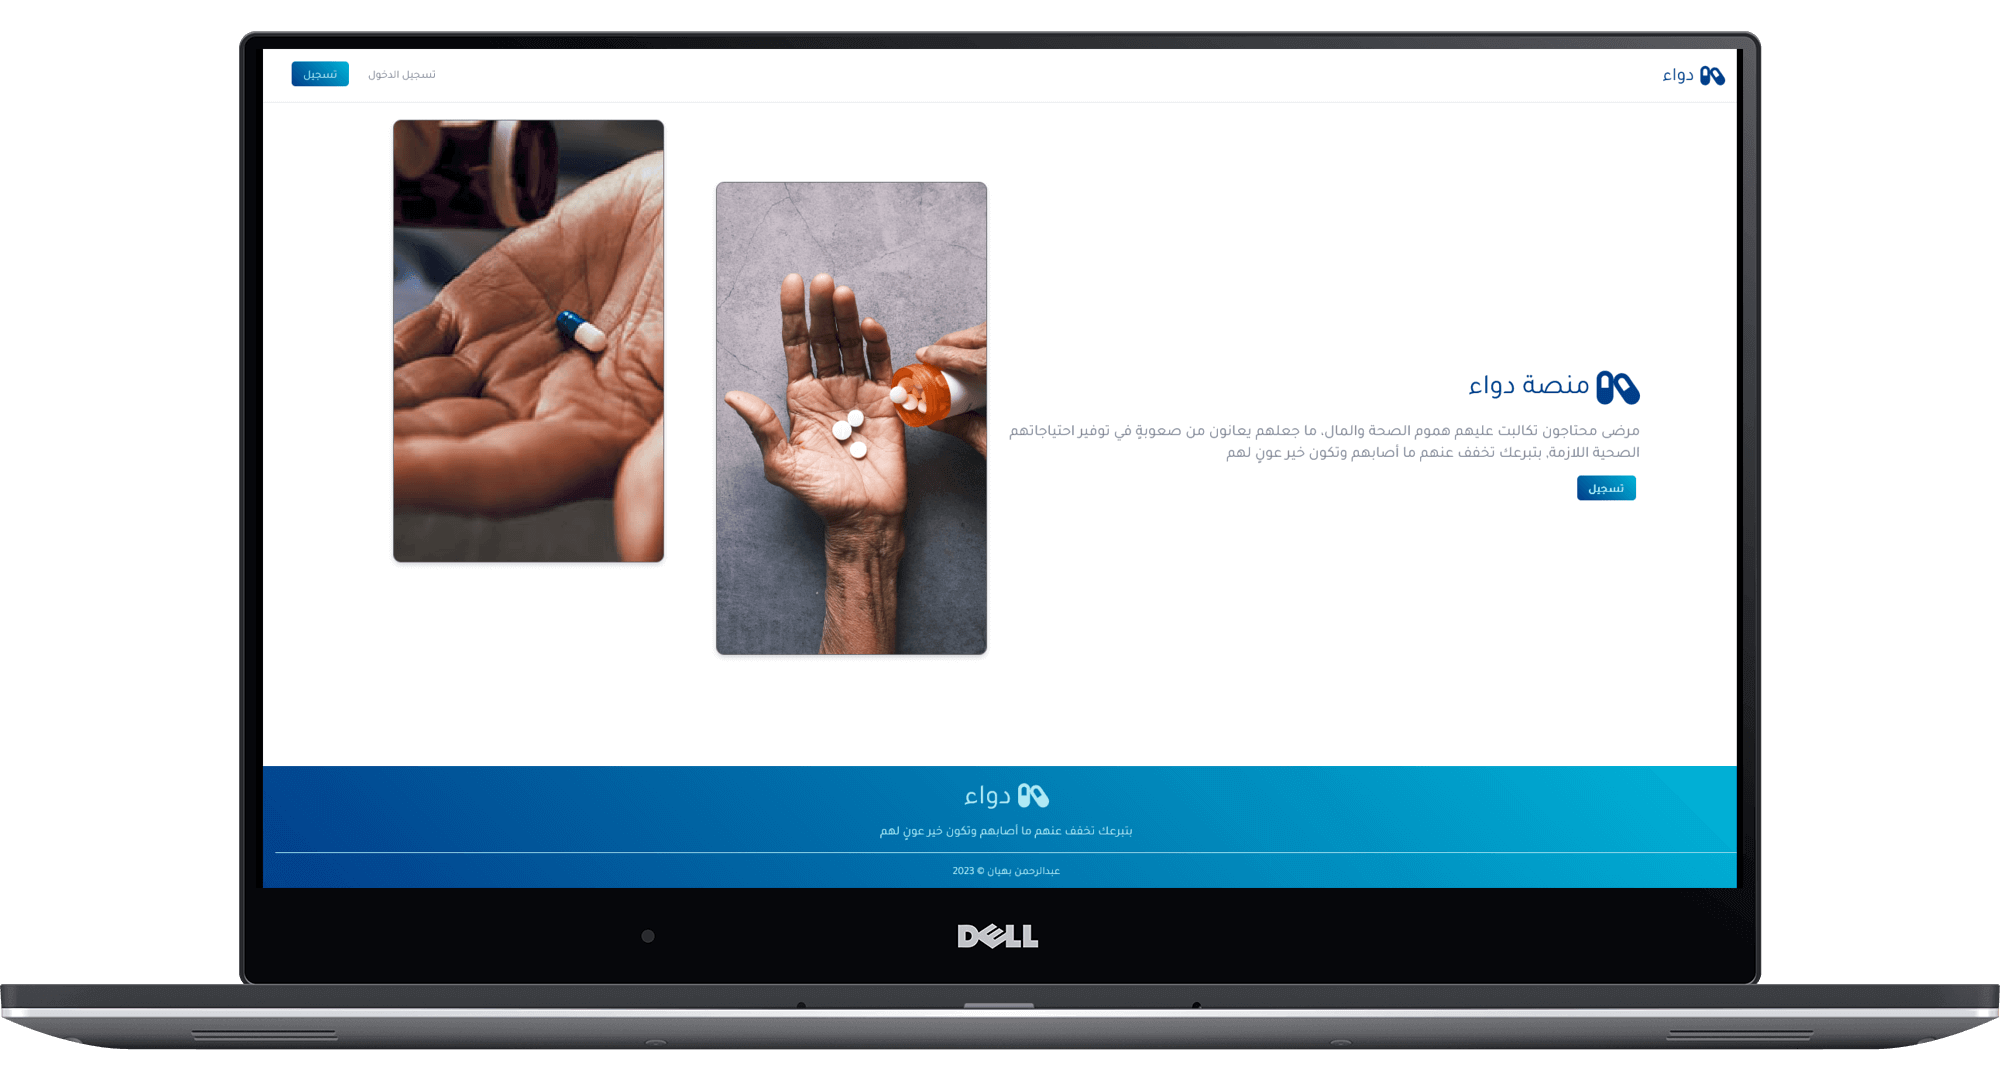 دواء
تسجيل الدخول
تسجيل
منصة دواء
مرضى محتاجون تكالبت عليهم هموم الصحة والمال، ما جعلهم يعانون من صعوبةٍ في توفير احتياجاتهم
الصحية اللازمة, بتبرعك تخفف عنهم ما أصابهم وتكون خير عونٍ لهم
تسجيل
دواء
بتبرعك تخفف عنهم ما أصابهم وتكون خير عونٍ لهم
عبدالرحمن بهيان © 2023
DELL